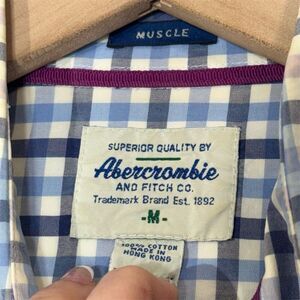 MUSCLE
SUPERIOR QUALITY BY
Abercrombie
AND FITCH CO.
Trademark Brand Est. 1892
-M-
100% COTTON
MADE IN
HONG KONG